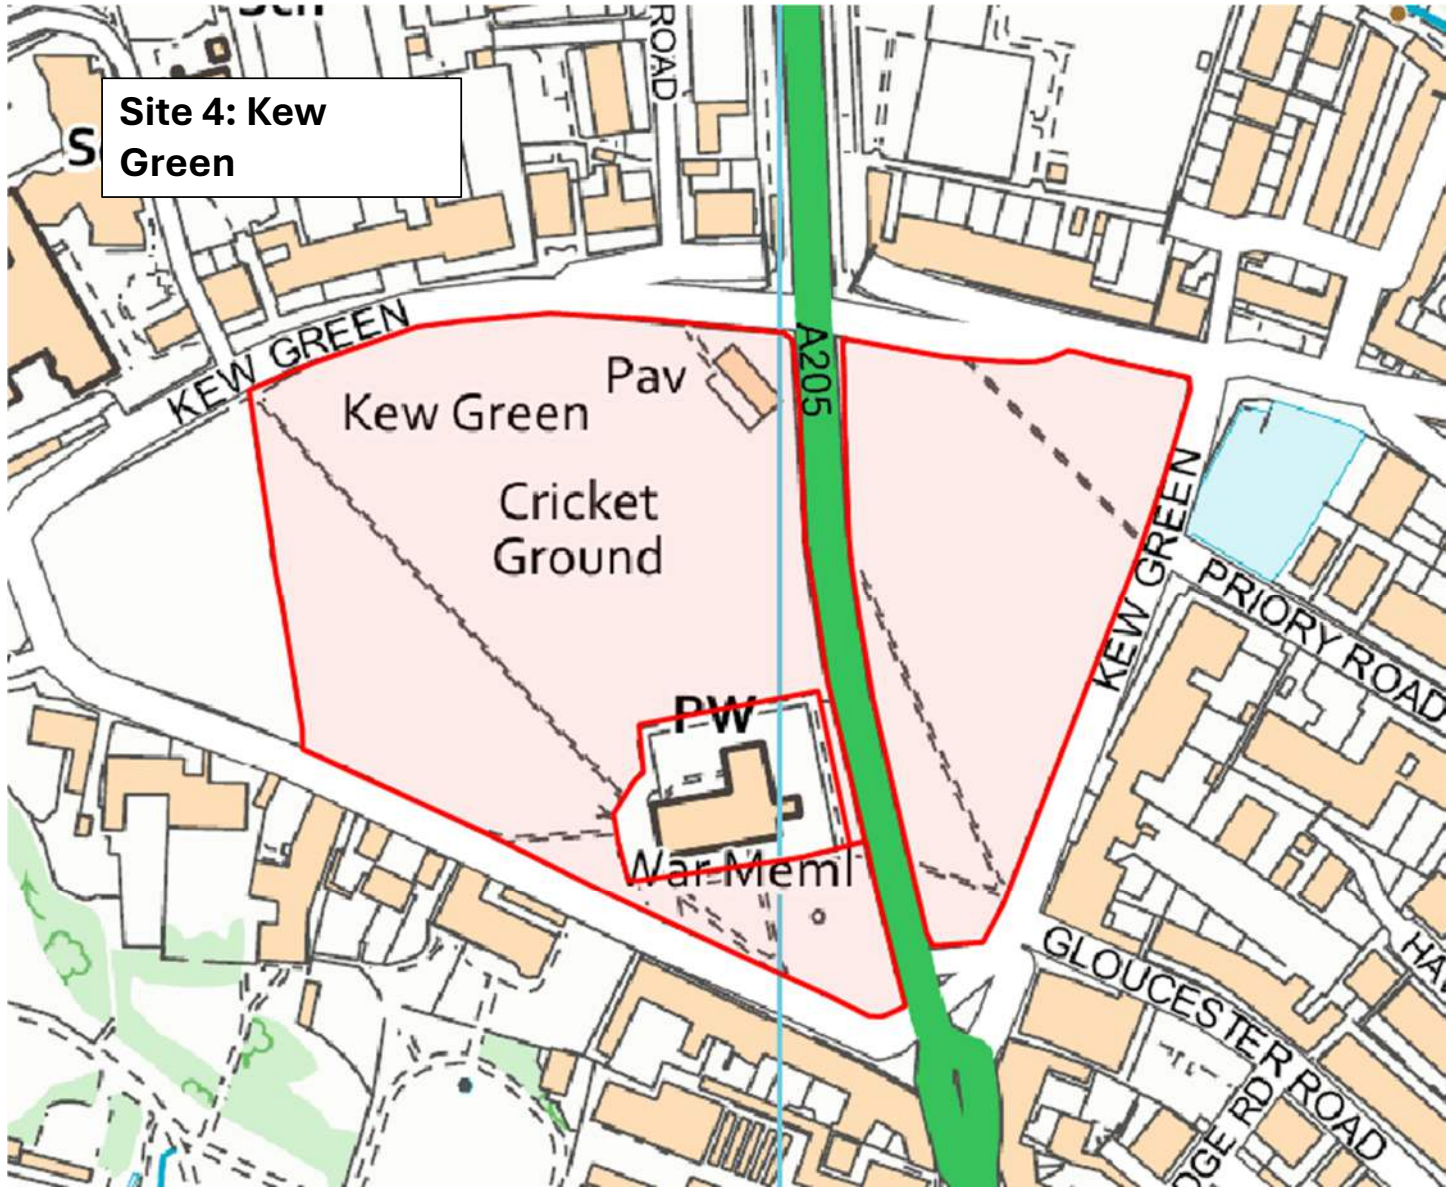 ROAD
Site 4: Kew
Green
KEW GREEN
A205
Pav
Kew Green
Cricket
Ground
KEW GREEN
PRIORY ROAD
PW
War Meml
GLOUCESTER ROAD